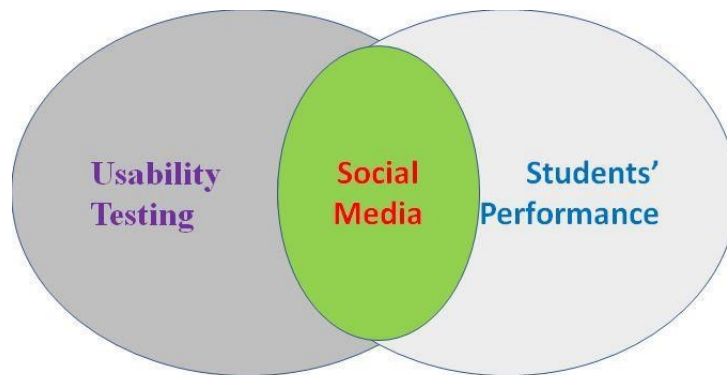 Usability
Testing
Social
Media
Students’
Performance